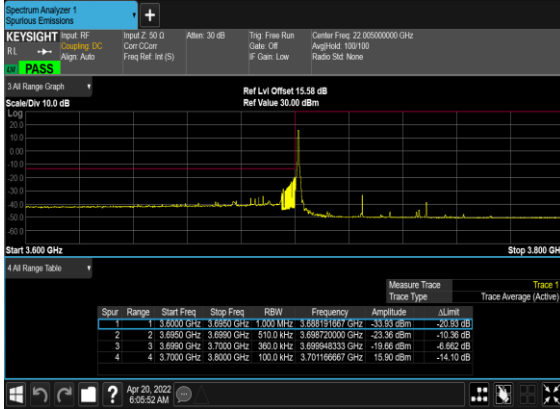 Spectrum Analyzer 1
Spurious Emissions
+
KEYSIGHT
RL
Input: RF
Coupling: DC
Align: Auto
Input Z: 50 Ω
Corr CCorr
Freq Ref: Int (S)
Atten: 30 dB
Trig: Free Run
Gate: Off
IF Gain: Low
Center Freq: 22.005000000 GHz
Avg|Hold: 100/100
Radio Std: None
PASS
3 All Range Graph
Scale/Div 10.0 dB
Ref Lvl Offset 15.58 dB
Ref Value 30.00 dBm
Log
20.0
10.0
0.00
-10.0
-20.0
-30.0
-40.0
-50.0
-60.0
Start 3.600 GHz
Stop 3.800 GH
4 All Range Table
Measure Trace Trace 1
Trace Type Trace Average (Active)
Spur Range Start Freq Stop Freq RBW Frequency Amplitude ΔLimit
1 1 3.6000 GHz 3.6950 GHz 1.000 MHz 3.688191667 GHz -33.93 dBm -20.93 dB
2 2 3.6950 GHz 3.6990 GHz 510.0 kHz 3.698720000 GHz -23.36 dBm -10.36 dB
3 3 3.6990 GHz 3.7000 GHz 360.0 kHz 3.699948333 GHz -19.66 dBm -6.662 dB
4 4 3.7000 GHz 3.8000 GHz 100.0 kHz 3.701166667 GHz 15.90 dBm -14.10 dB
?
Apr 20, 2022
6:05:52 AM